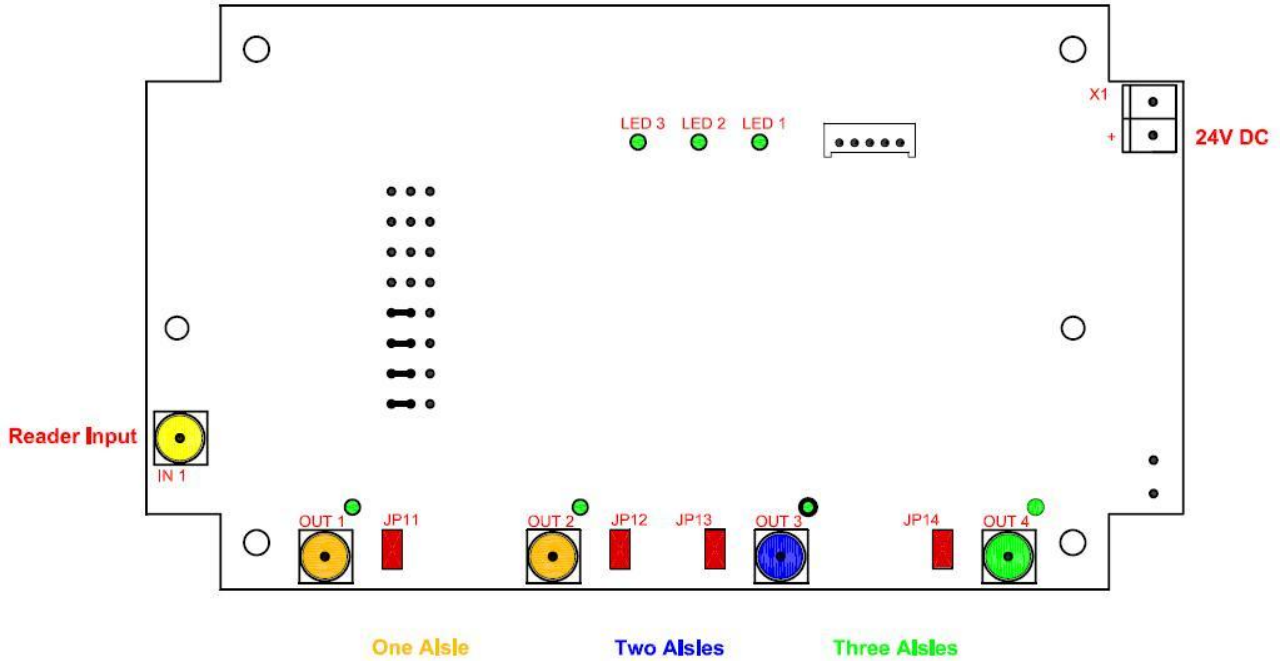 X1
LED 3 LED 2 LED 1
+ 24V DC
Reader Input
IN 1
OUT 1 JP11 OUT 2 JP12 JP13 OUT 3 JP14 OUT 4
One Aisle Two Aisles Three Aisles